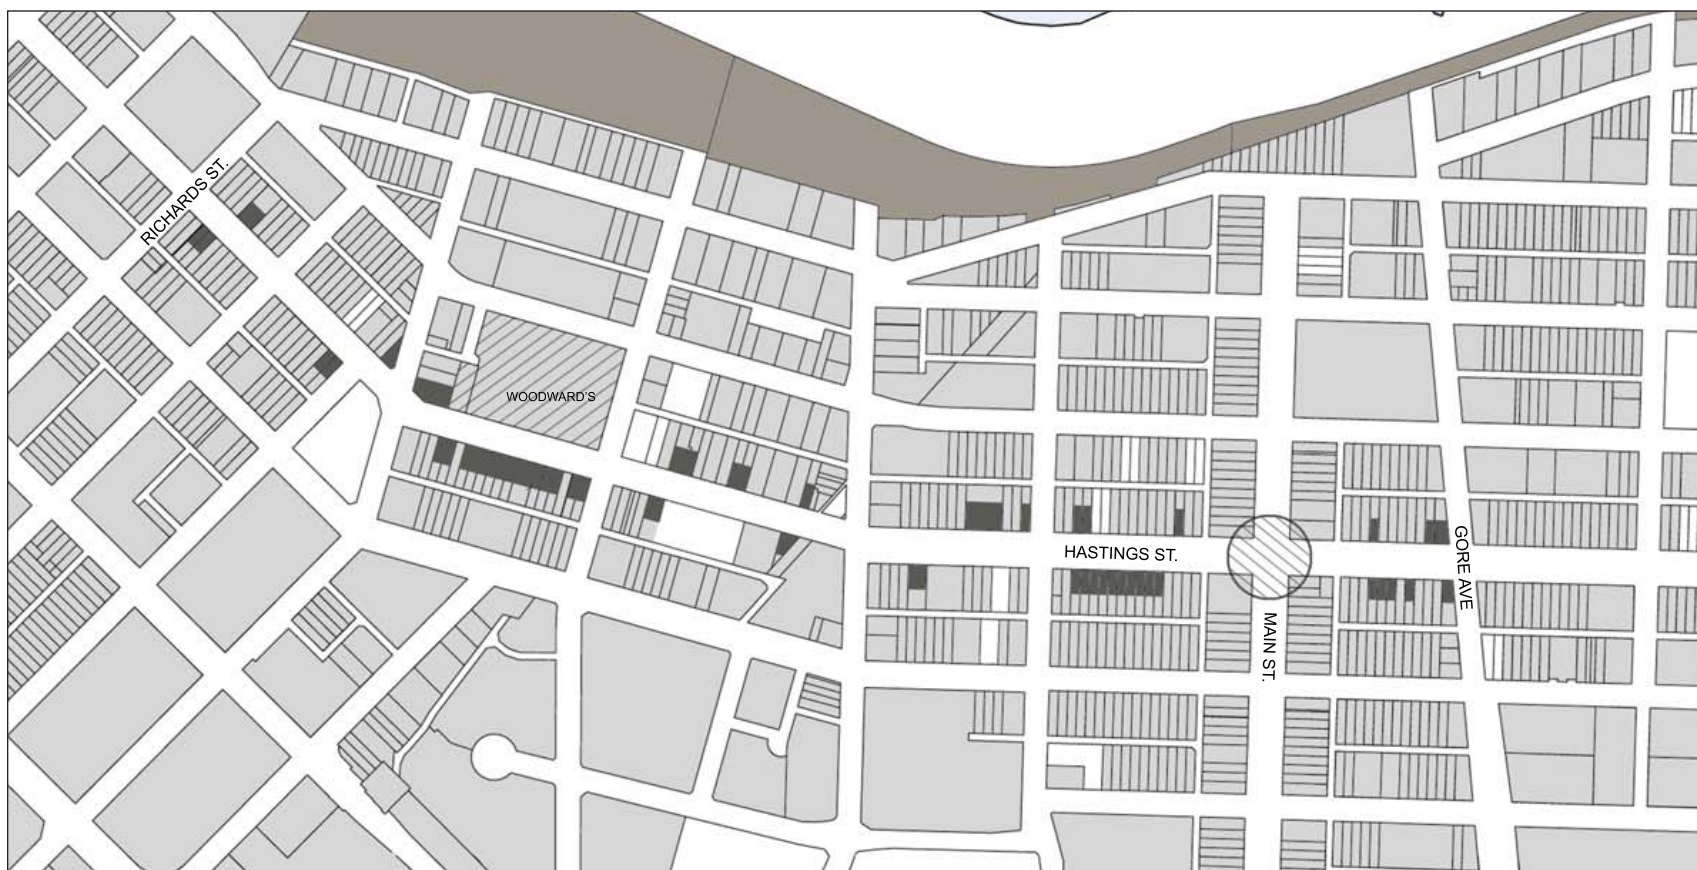 RICHARDS ST.
WOODWARD'S
HASTINGS ST.
GORE AVE
MAIN ST.